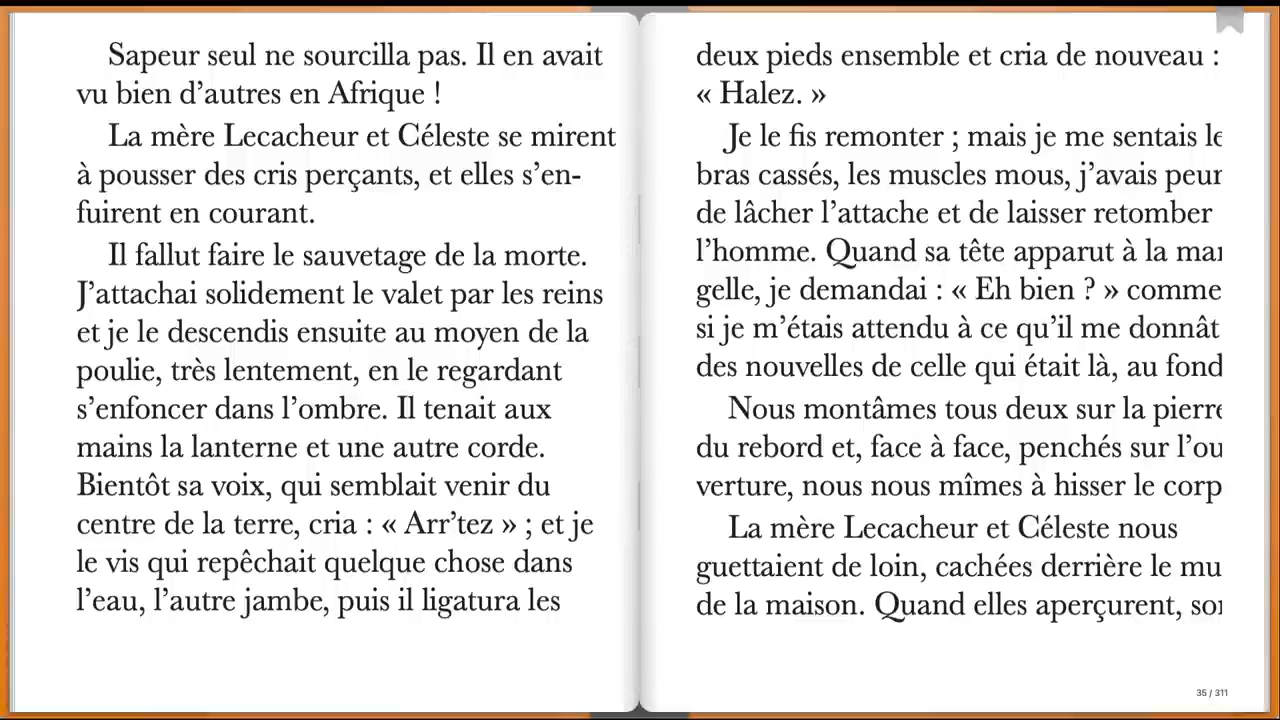 Sapeur seul ne sourcilla pas. Il en avait
vu bien d’autres en Afrique !
La mère Lecacheur et Céleste se mirent
à pousser des cris perçants, et elles s’en-
fuirent en courant.
Il fallut faire le sauvetage de la morte.
J’attachai solidement le valet par les reins
et je le descendis ensuite au moyen de la
poulie, très lentement, en le regardant
s’enfoncer dans l’ombre. Il tenait aux
mains la lanterne et une autre corde.
Bientôt sa voix, qui semblait venir du
centre de la terre, cria : « Arr’tez » ; et je
le vis qui repêchait quelque chose dans
l’eau, l’autre jambe, puis il ligatura les
deux pieds ensemble et cria de nouveau :
« Halez. »
Je le fis remonter ; mais je me sentais le
bras cassés, les muscles mous, j’avais peur
de lâcher l’attache et de laisser retomber
l’homme. Quand sa tête apparut à la mar
gelle, je demandai : « Eh bien ? » comme
si je m’étais attendu à ce qu’il me donnât
des nouvelles de celle qui était là, au fond
Nous montâmes tous deux sur la pierre
du rebord et, face à face, penchés sur l’ou
verture, nous nous mîmes à hisser le corp
La mère Lecacheur et Céleste nous
guettaient de loin, cachées derrière le mu
de la maison. Quand elles aperçurent, sor
35 / 311